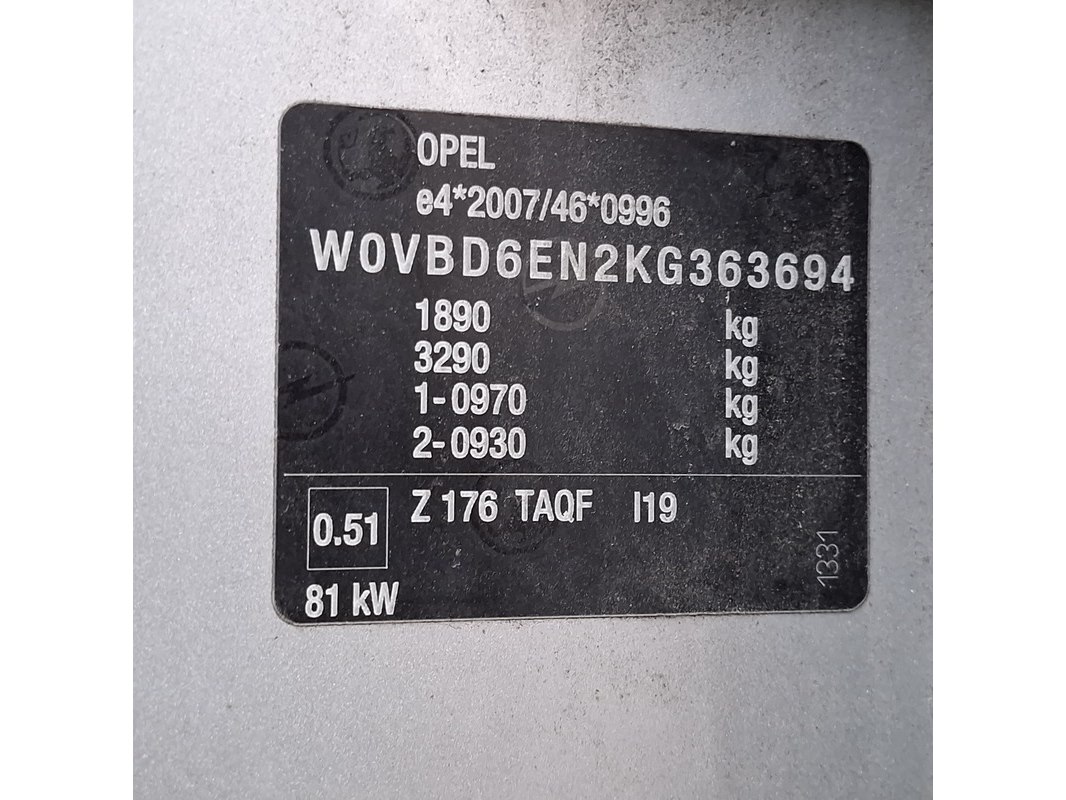 OPEL
e4*2007/46*0996
W0VBD6EN2KG363694
1890 kg
3290 kg
1-0970 kg
2-0930 kg
0.51 Z 176 TAQF I19
81 kW
1331